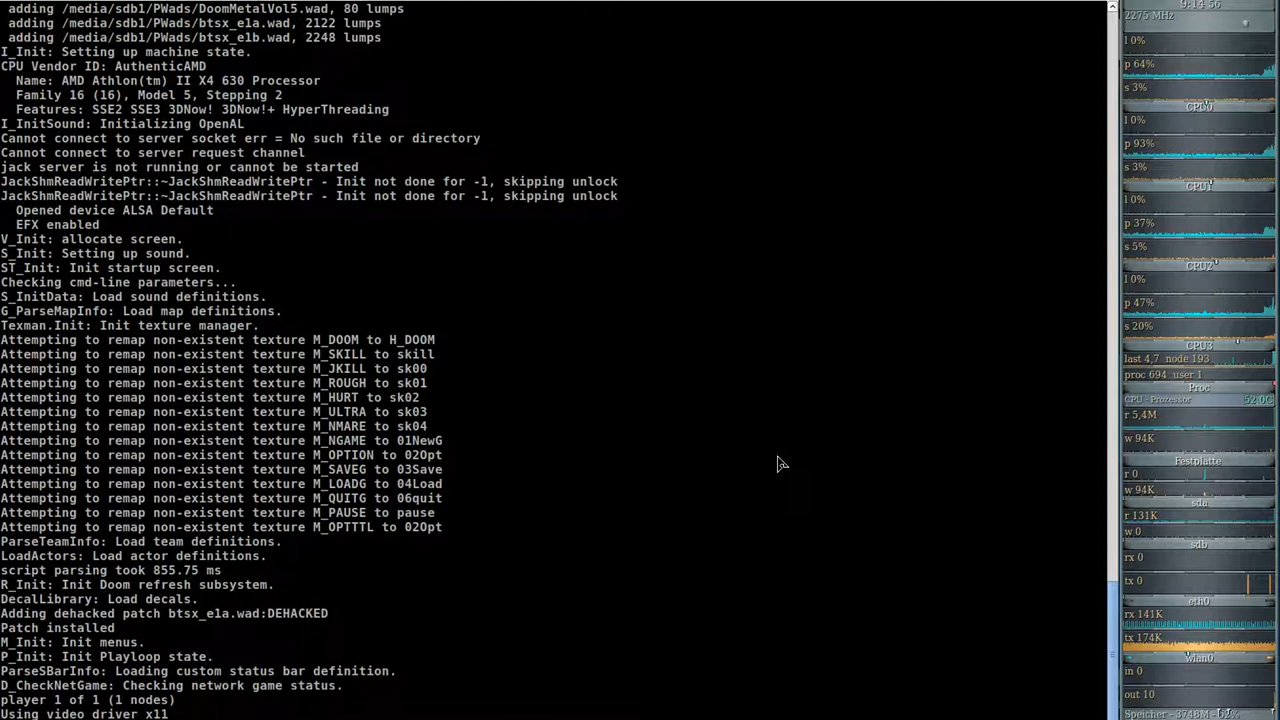 adding /media/sdb1/PWads/DoomMetalVol5.wad, 80 lumps
adding /media/sdb1/PWads/btsx_e1a.wad, 2122 lumps
adding /media/sdb1/PWads/btsx_e1b.wad, 2248 lumps
I_Init: Setting up machine state.
CPU Vendor ID: AuthenticAMD
Name: AMD Athlon(tm) II X4 630 Processor
Family 16 (16), Model 5, Stepping 2
Features: SSE2 SSE3 3DNow! 3DNow!+ HyperThreading
I_InitSound: Initializing OpenAL
Cannot connect to server socket err = No such file or directory
Cannot connect to server request channel
jack server is not running or cannot be started
JackShmReadWritePtr::~JackShmReadWritePtr - Init not done for -1, skipping unlock
JackShmReadWritePtr::~JackShmReadWritePtr - Init not done for -1, skipping unlock
Opened device ALSA Default
EFX enabled
V_Init: allocate screen.
S_Init: Setting up sound.
ST_Init: Init startup screen.
Checking cmd-line parameters...
S_InitData: Load sound definitions.
G_ParseMapInfo: Load map definitions.
Texman.Init: Init texture manager.
Attempting to remap non-existent texture M_DOOM to H_DOOM
Attempting to remap non-existent texture M_SKILL to skill
Attempting to remap non-existent texture M_JKILL to sk00
Attempting to remap non-existent texture M_ROUGH to sk01
Attempting to remap non-existent texture M_HURT to sk02
Attempting to remap non-existent texture M_ULTRA to sk03
Attempting to remap non-existent texture M_NMARE to sk04
Attempting to remap non-existent texture M_NGAME to 01NewG
Attempting to remap non-existent texture M_OPTION to 02Opt
Attempting to remap non-existent texture M_SAVEG to 03Save
Attempting to remap non-existent texture M_LOADG to 04Load
Attempting to remap non-existent texture M_QUITG to 06quit
Attempting to remap non-existent texture M_PAUSE to pause
Attempting to remap non-existent texture M_OPTTTL to 02Opt
ParseTeamInfo: Load team definitions.
LoadActors: Load actor definitions.
script parsing took 855.75 ms
R_Init: Init Doom refresh subsystem.
DecalLibrary: Load decals.
Adding dehacked patch btsx_e1a.wad:DEHACKED
Patch installed
M_Init: Init menus.
P_Init: Init Playloop state.
ParseSBarInfo: Loading custom status bar definition.
D_CheckNetGame: Checking network game status.
player 1 of 1 (1 nodes)
Using video driver x11
9:14 56
2275 MHz
l 0%
p 64%
s 3%
CPU0
l 0%
p 93%
s 3%
CPU1
l 0%
p 37%
s 5%
CPU2
l 0%
p 47%
s 20%
CPU3
last 4,7 node 193
proc 694 user 1
Proc
CPU - Prozessor 52,0C
r 5,4M
w 94K
Festplatte
r 0
w 94K
sda
r 131K
w 0
sdb
rx 0
tx 0
eth0
rx 141K
tx 174K
wlan0
in 0
out 10
Speicher - 3748M - 52%